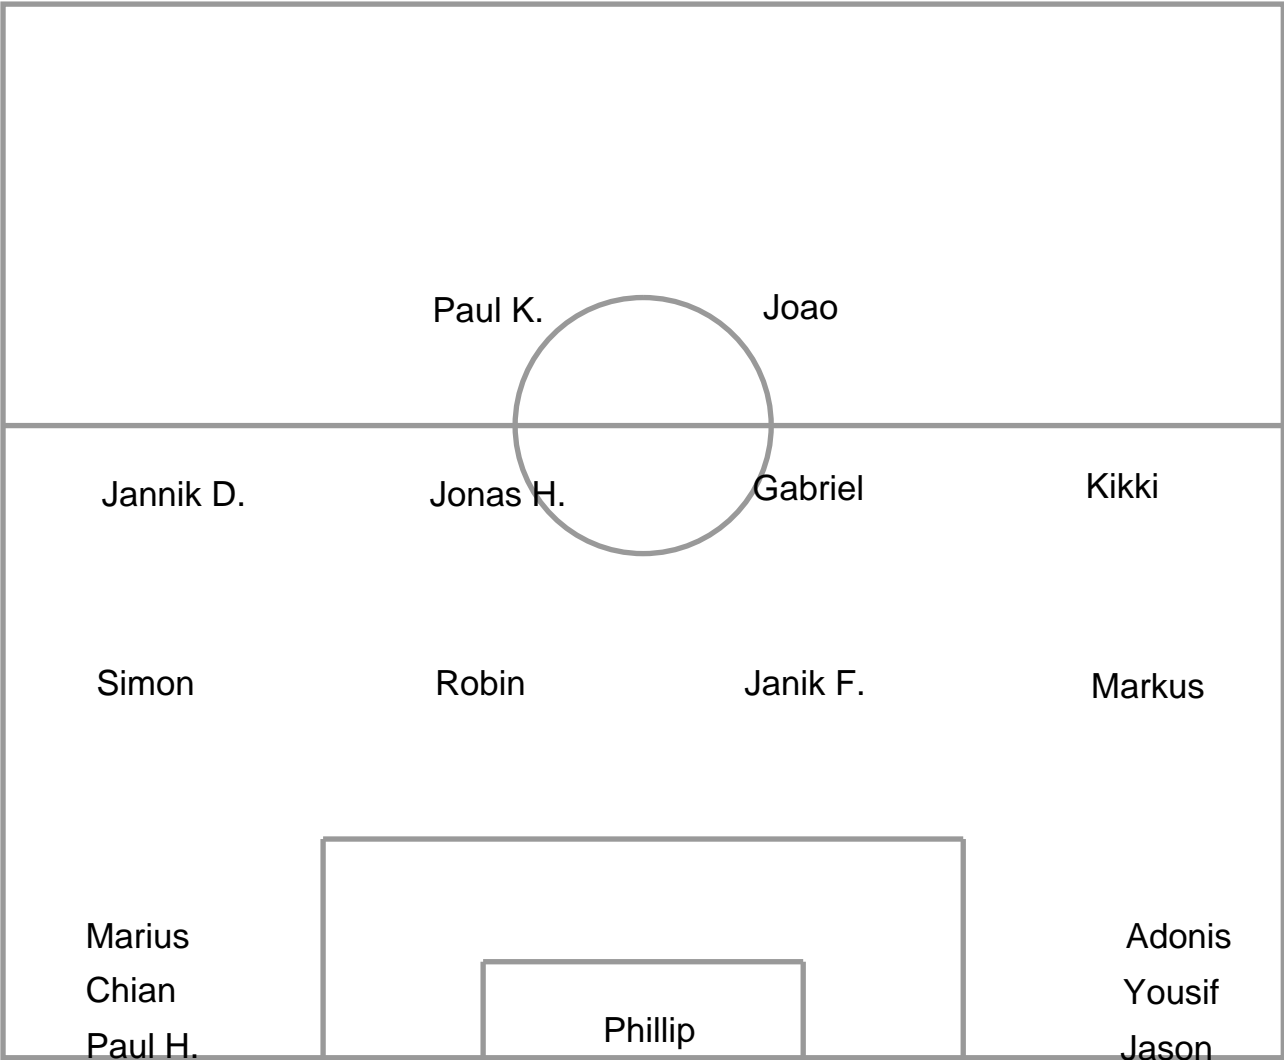 Paul K. Joao
Jannik D. Jonas H. Gabriel Kikki
Simon Robin Janik F. Markus
Marius Adonis
Chian Yousif
Phillip
Paul H. Jason